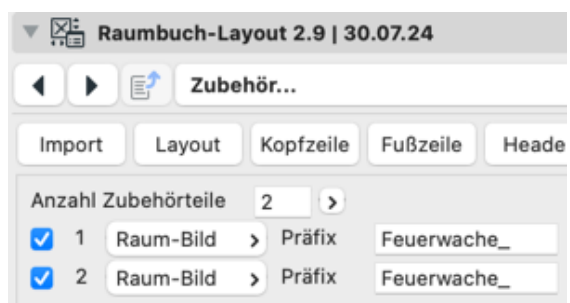 Raumbuch-Layout 2.9 | 30.07.24
Zubehör...
Import Layout Kopfzeile Fußzeile Heade
Anzahl Zubehörteile 2
1 Raum-Bild Präfix Feuerwache_
2 Raum-Bild Präfix Feuerwache_